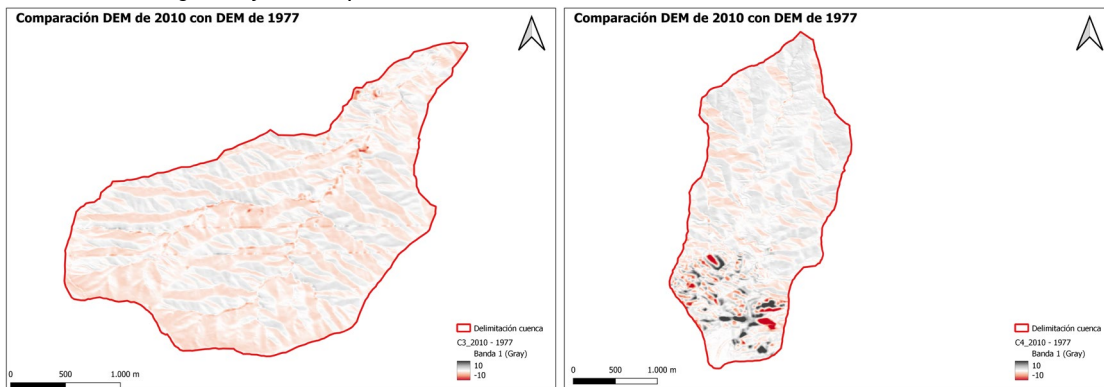 Comparación DEM de 2010 con DEM de 1977
Delimitación cuenca
C3_2010 - 1977
Banda 1 (Gray)
10
-10
0 500 1.000 m
Comparación DEM de 2010 con DEM de 1977
Delimitación cuenca
C4_2010 - 1977
Banda 1 (Gray)
10
-10
0 500 1.000 m